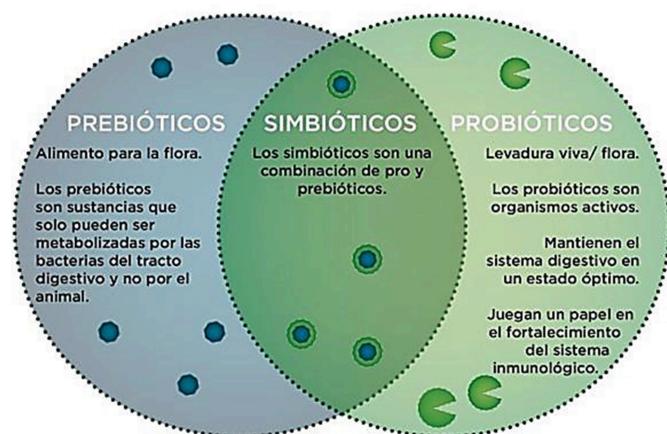 PREBIÓTICOS
Alimento para la flora.
Los prebióticos
son sustancias que
solo pueden ser
metabolizadas por las
bacterias del tracto
digestivo y no por el
animal.
SIMBIÓTICOS
Los simbióticos son una
combinación de pro y
prebióticos.
PROBIÓTICOS
Levadura viva/ flora.
Los probióticos son
organismos activos.
Mantienen el
sistema digestivo en
un estado óptimo.
Juegan un papel en
el fortalecimiento
del sistema
inmunológico.